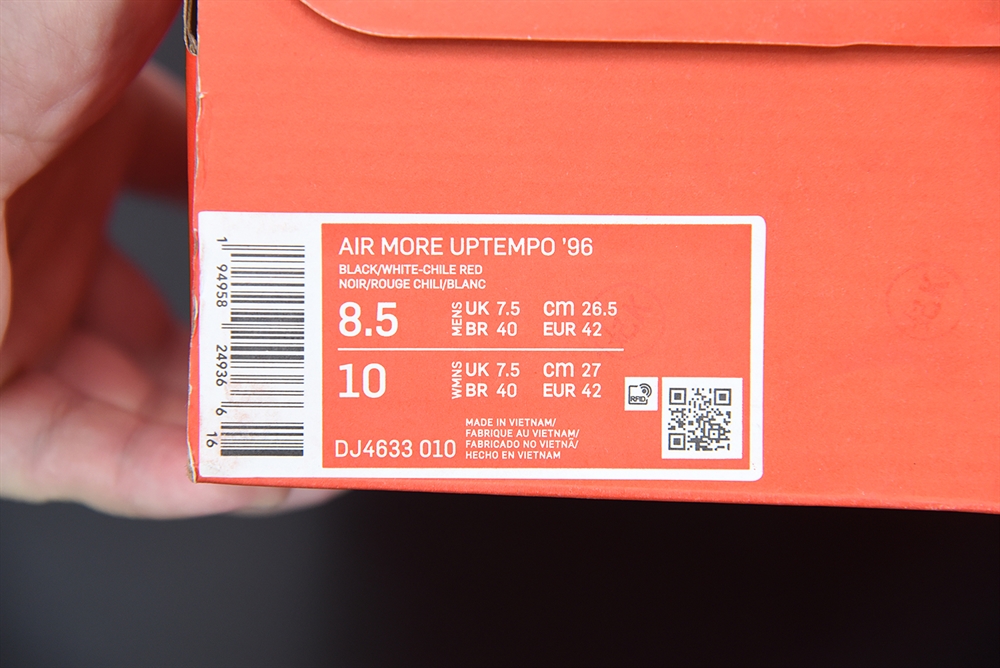 AIR MORE UPTEMPO '96
BLACK/WHITE-CHILE RED
NOIR/ROUGE CHILI/BLANC
8.5
MENS
UK 7.5 cm 26.5
BR 40 EUR 42
10
WMNS
UK 7.5 cm 27
BR 40 EUR 42
RFID
DJ4633 010
MADE IN VIETNAM/
FABRIQUE AU VIETNAM/
FABRICADO NO VIETNÃ/
HECHO EN VIETNAM
1 94958 24936 6
16